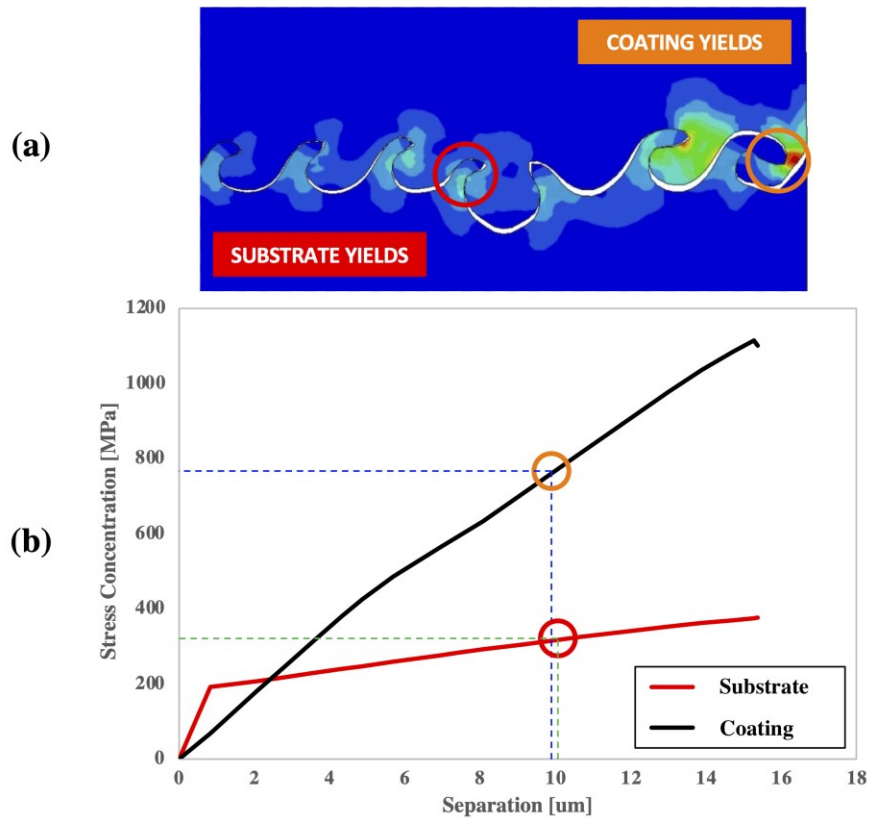 COATING YIELDS
(a)
SUBSTRATE YIELDS
(b)
Stress Concentration [MPa]
1200
1000
800
600
400
200
0
Substrate
Coating
0 2 4 6 8 10 12 14 16 18
Separation [um]